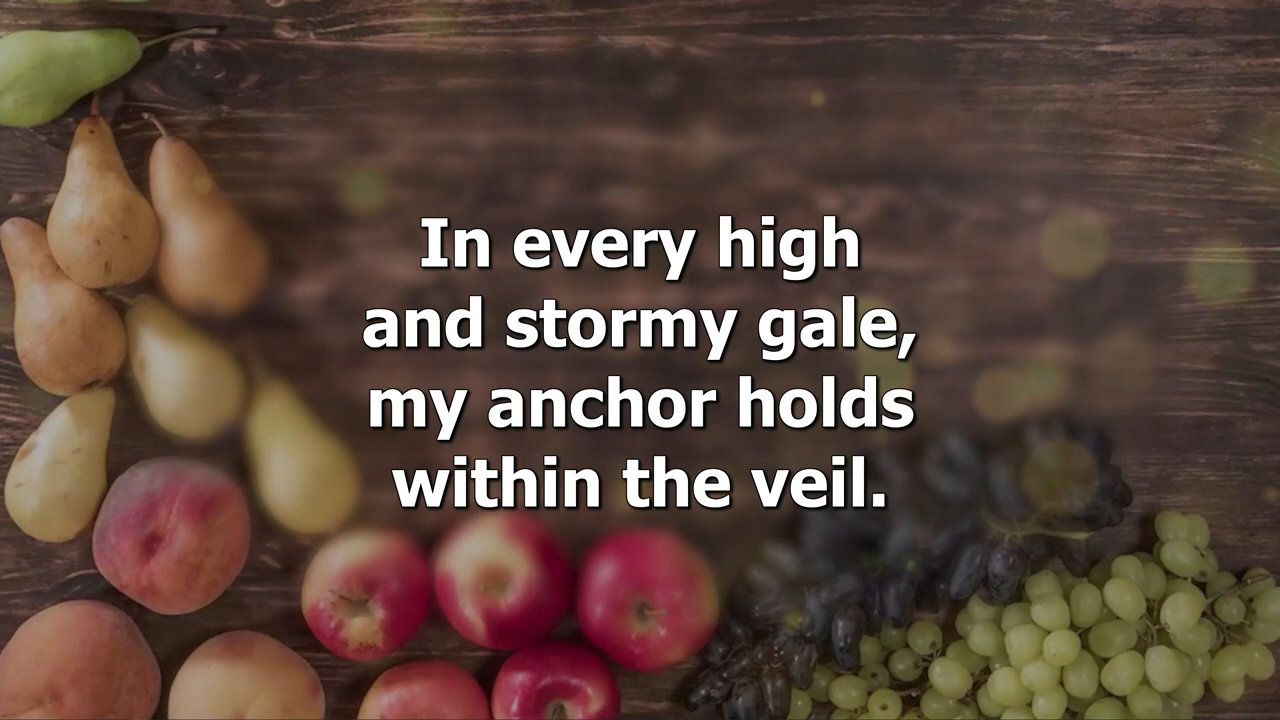 In every high
and stormy gale,
my anchor holds
within the veil.